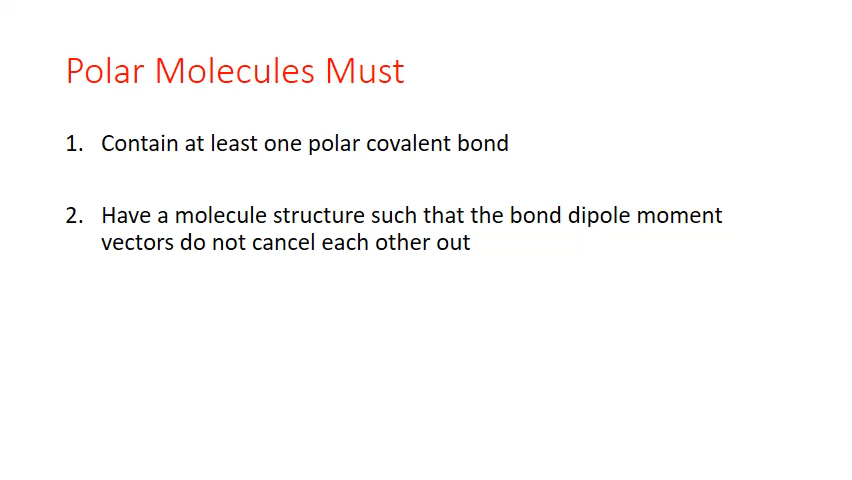 Polar Molecules Must
1. Contain at least one polar covalent bond
2. Have a molecule structure such that the bond dipole moment
vectors do not cancel each other out